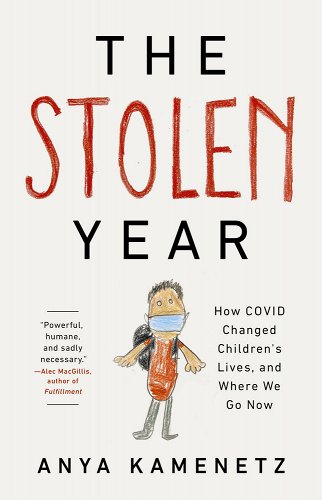 THE
STOLEN
YEAR
"Powerful,
humane,
and sadly
necessary."
—Alec MacGillis,
author of
Fulfillment
How COVID
Changed
Children's
Lives, and
Where We
Go Now
ANYA KAMENETZ